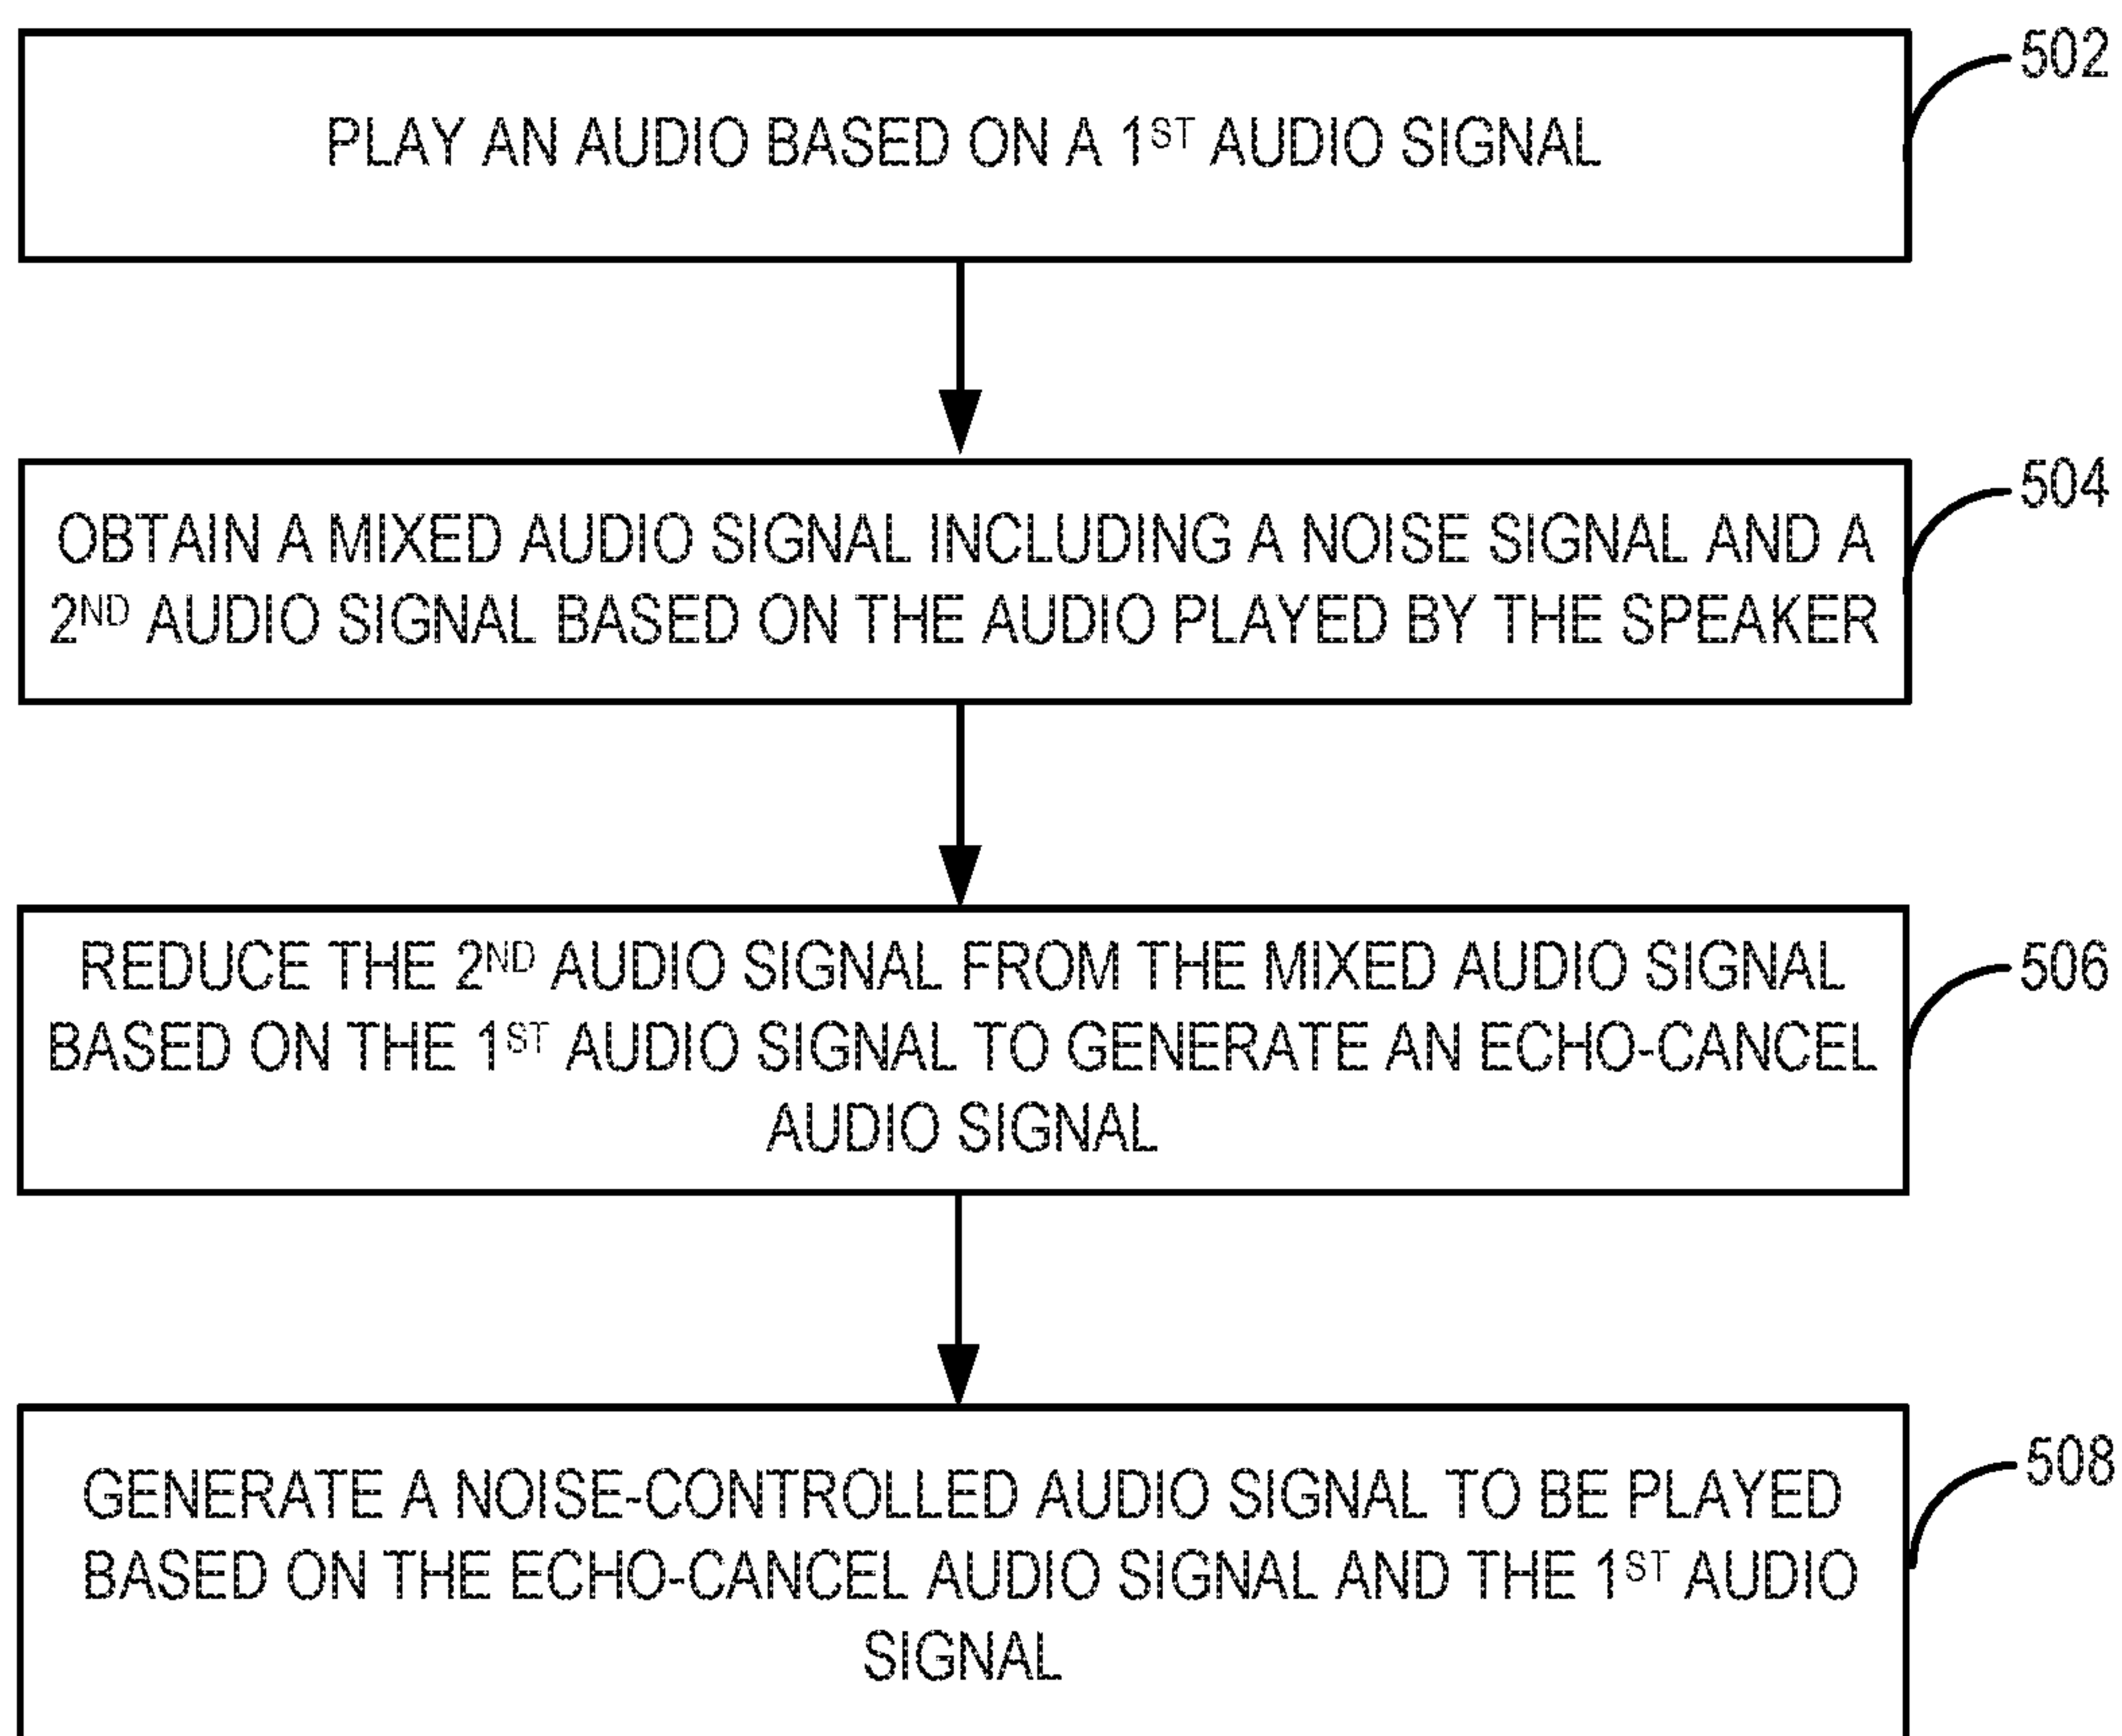 502
PLAY AN AUDIO BASED ON A 1ST AUDIO SIGNAL
504
OBTAIN A MIXED AUDIO SIGNAL INCLUDING A NOISE SIGNAL AND A
2ND AUDIO SIGNAL BASED ON THE AUDIO PLAYED BY THE SPEAKER
506
REDUCE THE 2ND AUDIO SIGNAL FROM THE MIXED AUDIO SIGNAL
BASED ON THE 1ST AUDIO SIGNAL TO GENERATE AN ECHO-CANCEL
AUDIO SIGNAL
508
GENERATE A NOISE-CONTROLLED AUDIO SIGNAL TO BE PLAYED
BASED ON THE ECHO-CANCEL AUDIO SIGNAL AND THE 1ST AUDIO
SIGNAL